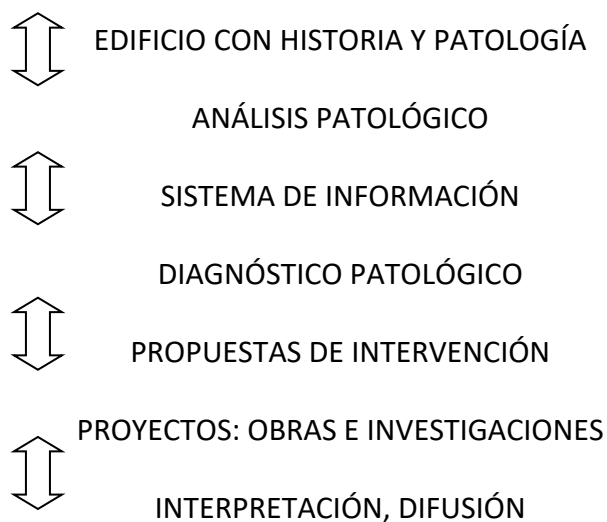 EDIFICIO CON HISTORIA Y PATOLOGÍA
ANÁLISIS PATOLÓGICO
SISTEMA DE INFORMACIÓN
DIAGNÓSTICO PATOLÓGICO
PROPUESTAS DE INTERVENCIÓN
PROYECTOS: OBRAS E INVESTIGACIONES
INTERPRETACIÓN, DIFUSIÓN